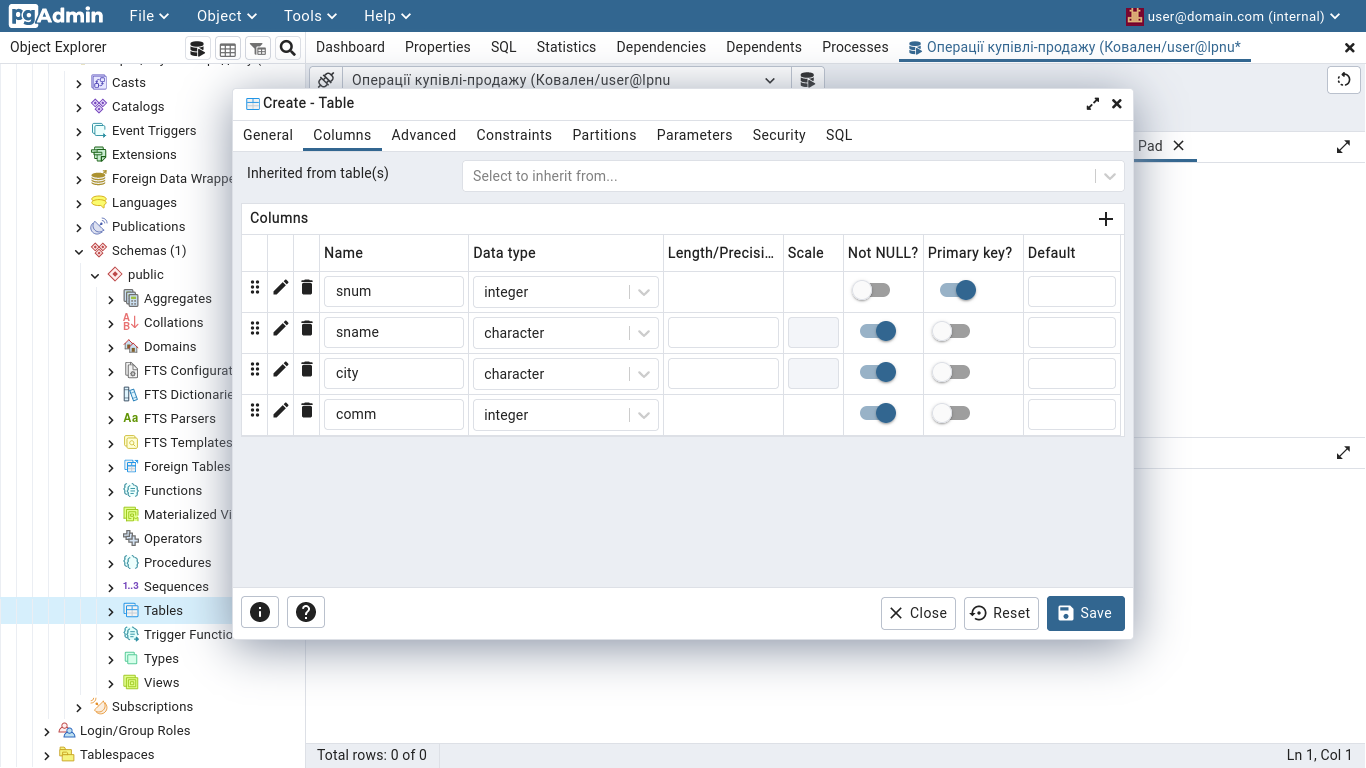 pgAdmin File Object Tools Help user@domain.com (internal)
Object Explorer Dashboard Properties SQL Statistics Dependencies Dependents Processes Операції купівлі-продажу (Ковален/user@lpnu*
Операції купівлі-продажу (Ковален/user@lpnu
Casts
Catalogs
Event Triggers
Extensions
Foreign Data Wrappe
Languages
Publications
Schemas (1)
public
Aggregates
Collations
Domains
FTS Configurat
FTS Dictionarie
FTS Parsers
FTS Templates
Foreign Tables
Functions
Materialized Vi
Operators
Procedures
1..3 Sequences
Tables
Trigger Functio
Types
Views
Subscriptions
Login/Group Roles
Tablespaces
Create - Table
General Columns Advanced Constraints Partitions Parameters Security SQL
Pad
Inherited from table(s) Select to inherit from...
Columns
Name Data type Length/Precisi... Scale Not NULL? Primary key? Default
snum integer
sname character
city character
comm integer
Close Reset Save
Total rows: 0 of 0 Ln 1, Col 1